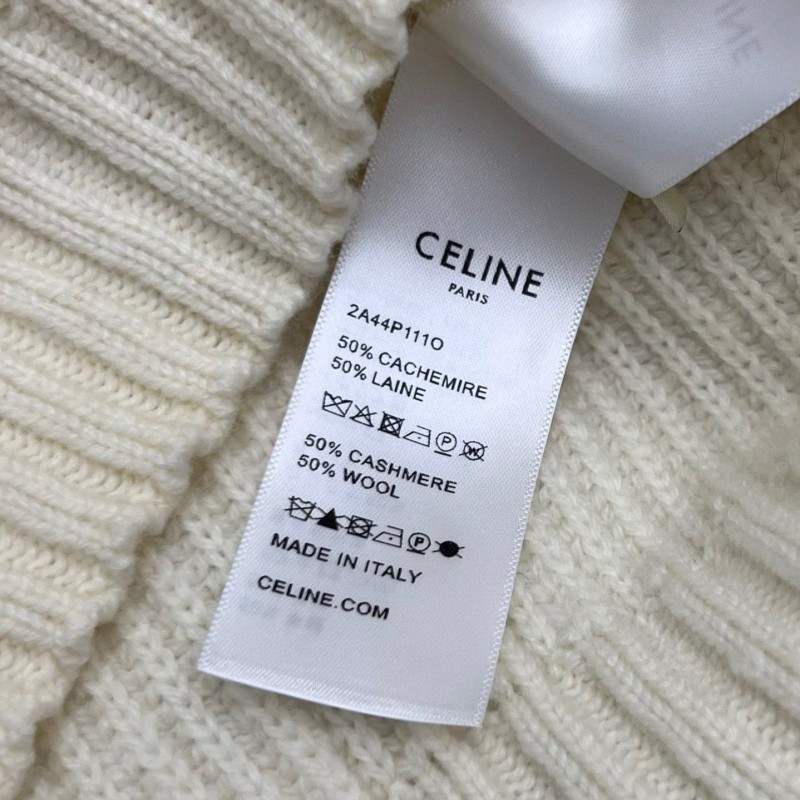 CELINE
PARIS
2A44P111O
50% CACHEMIRE
50% LAINE
P W
50% CASHMERE
50% WOOL
P
MADE IN ITALY
CELINE.COM